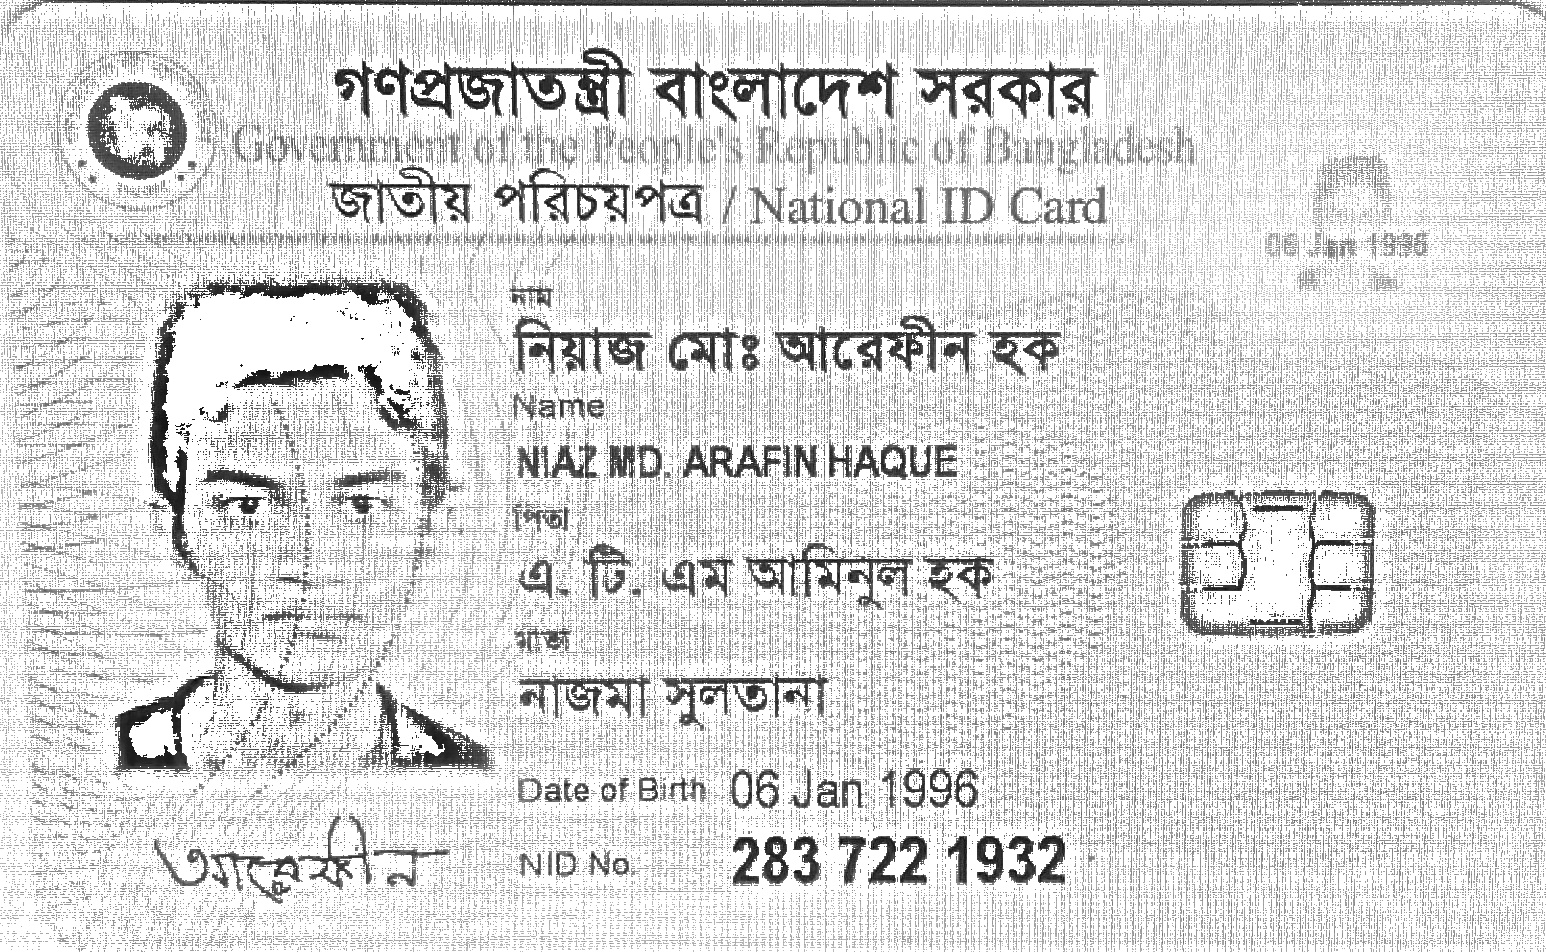 গণপ্রজাতন্ত্রী বাংলাদেশ সরকার
Government of the People's Republic of Bangladesh
জাতীয় পরিচয়পত্র / National ID Card
06 Jan 1996
নাম
নিয়াজ মোঃ আরেফীন হক
Name
NIAZ MD. ARAFIN HAQUE
পিতা
এ. টি. এম আমিনুল হক
মাতা
নাজমা সুলতানা
Date of Birth 06 Jan 1996
আরেফীন
NID No. 283 722 1932